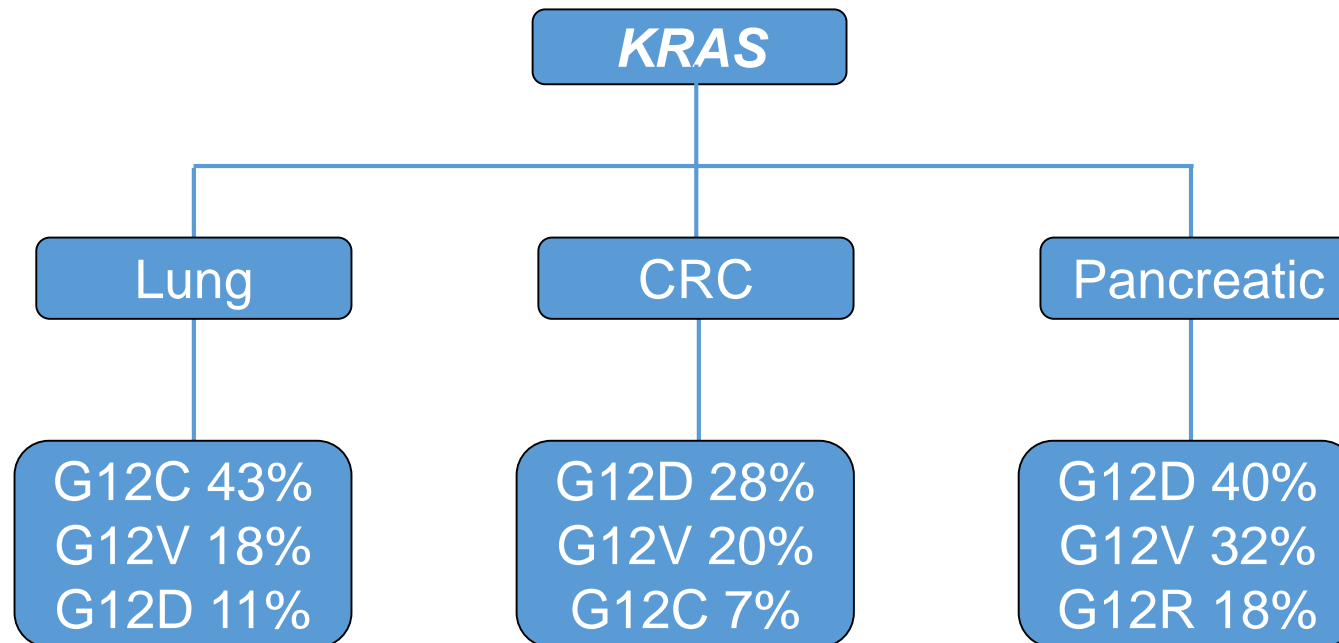 KRAS
Lung
CRC
Pancreatic
G12C 43%
G12V 18%
G12D 11%
G12D 28%
G12V 20%
G12C 7%
G12D 40%
G12V 32%
G12R 18%